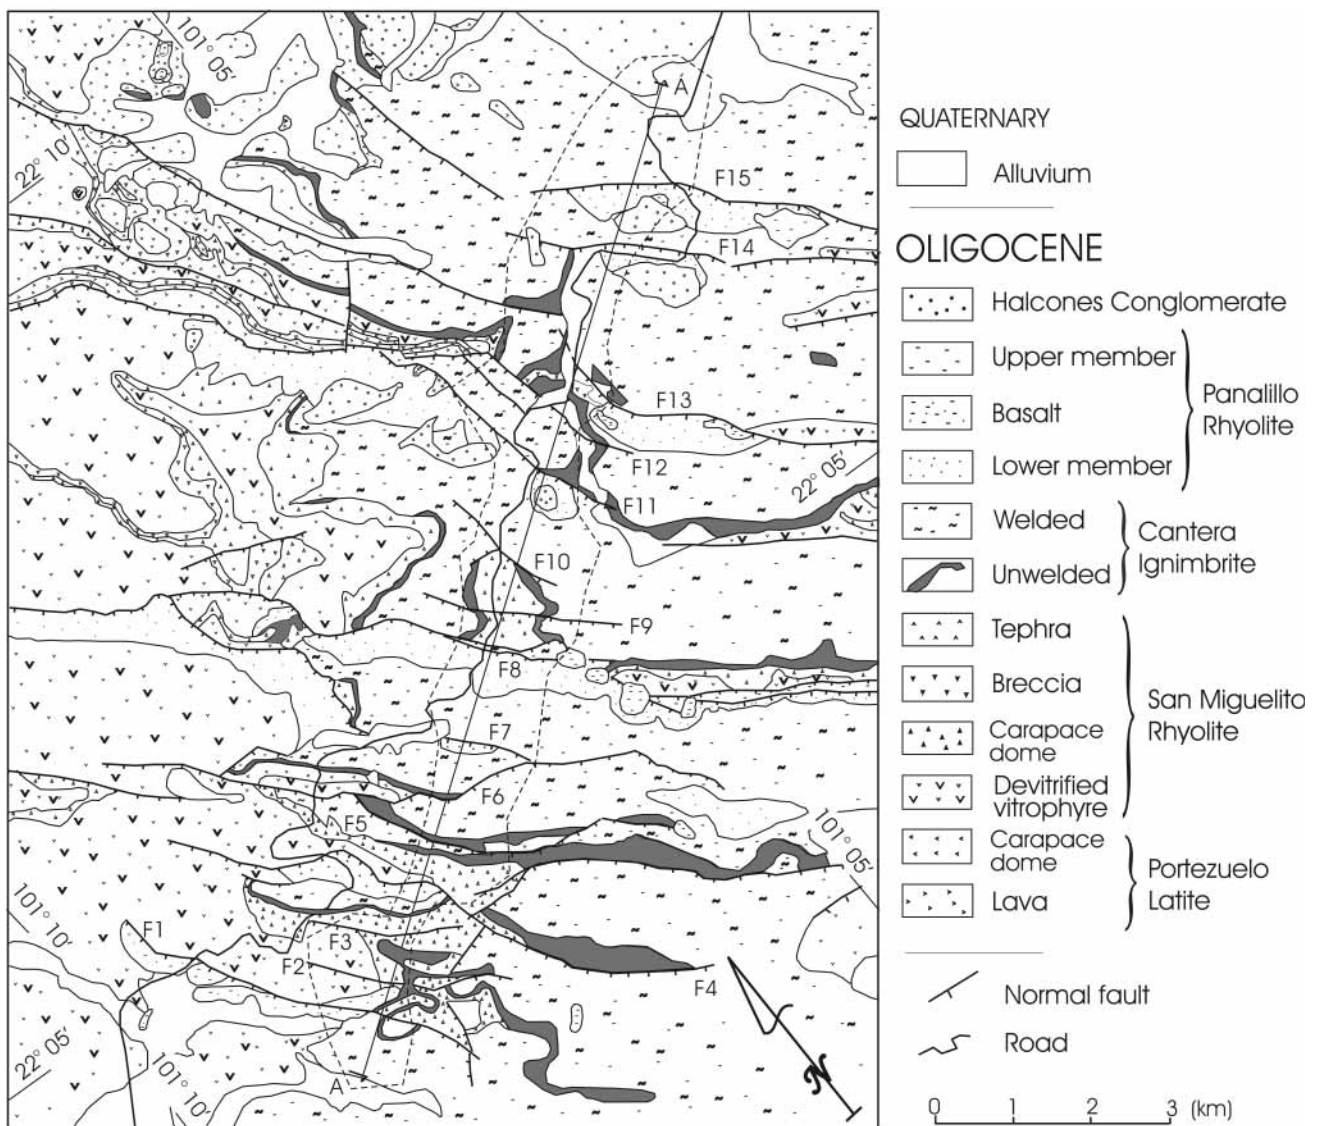 101° 05′
22° 10′
A
F15
F14
F13
F12
22° 05′
F11
F10
F9
F8
F7
F6
F5
101° 05′
101° 10′
F1
F3
F2
F4
22° 05′
101° 10′
A
N
QUATERNARY
Alluvium
OLIGOCENE
Halcones Conglomerate
Upper member
Basalt
Lower member
Panalillo
Rhyolite
Welded
Unwelded
Cantera
Ignimbrite
Tephra
Breccia
Carapace
dome
Devitrified
vitrophyre
San Miguelito
Rhyolite
Carapace
dome
Lava
Portezuelo
Latite
Normal fault
Road
0 1 2 3 (km)